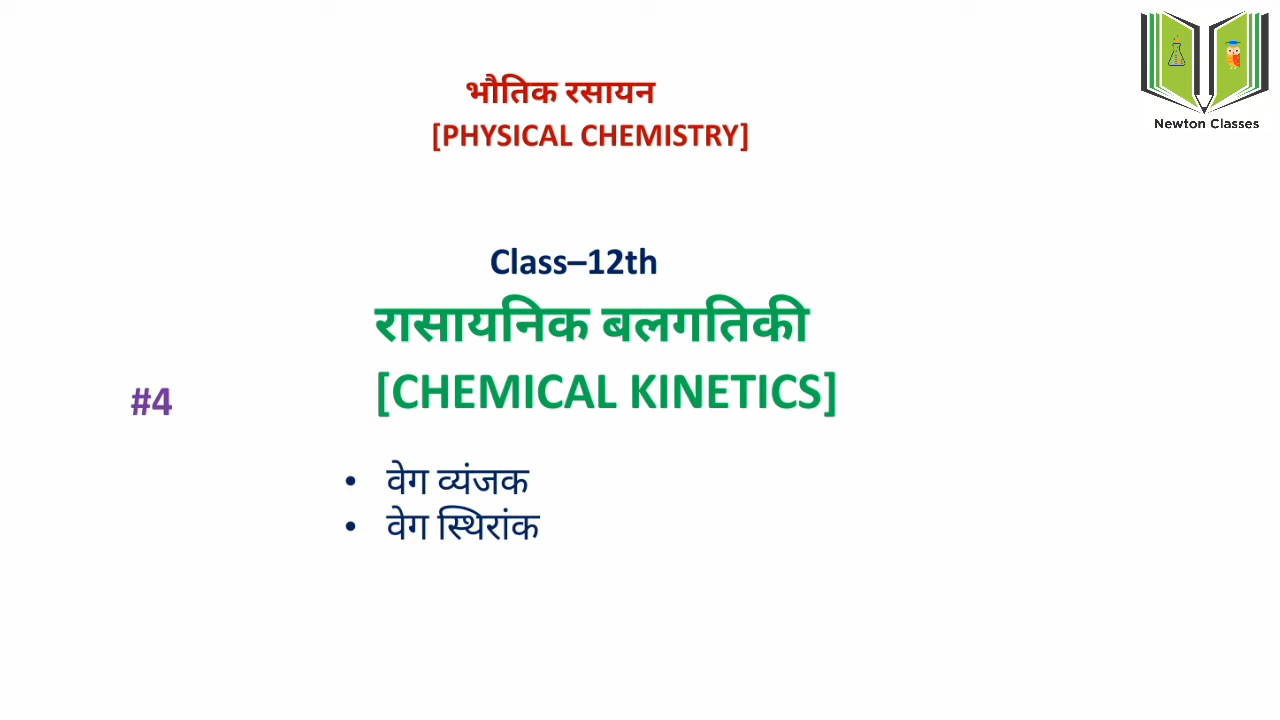 Newton Classes
भौतिक रसायन
[PHYSICAL CHEMISTRY]
Class–12th
रासायनिक बलगतिकी
[CHEMICAL KINETICS]
#4
• वेग व्यंजक
• वेग स्थिरांक